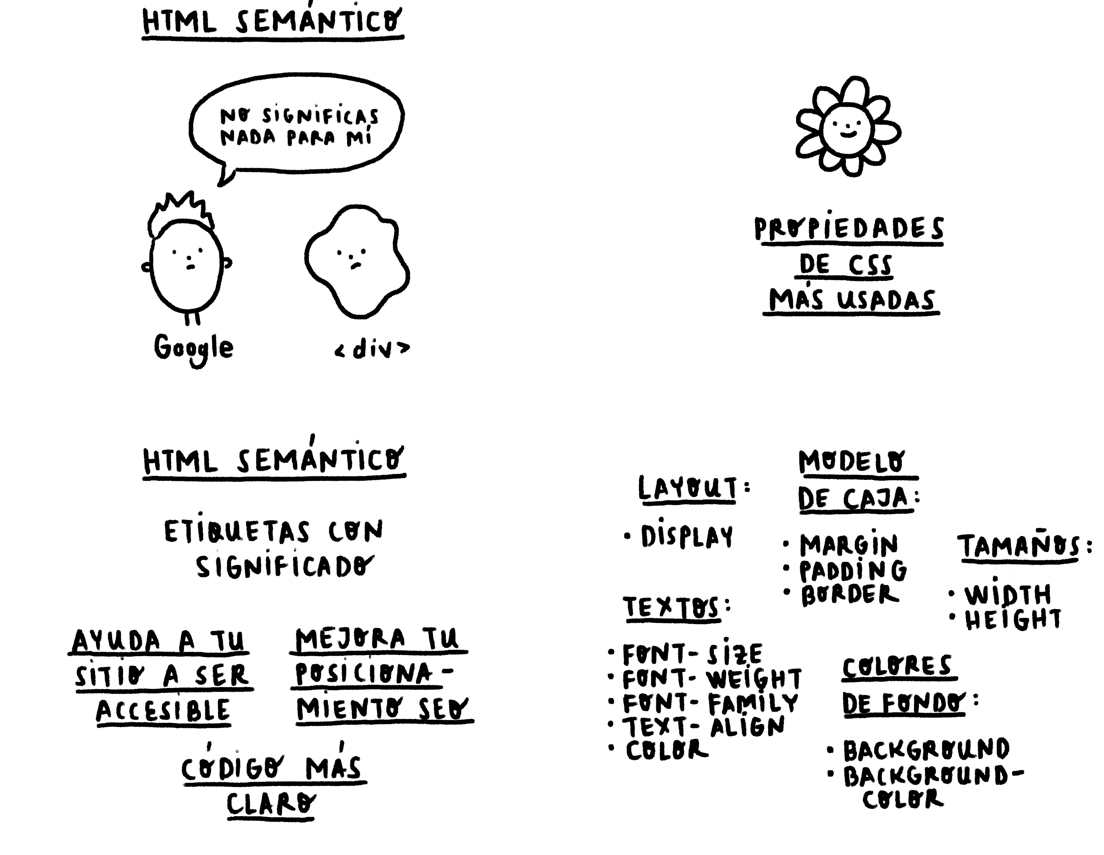 HTML SEMÁNTICO
NO SIGNIFICAS
NADA PARA MÍ
Google
<div>
HTML SEMÁNTICO
ETIQUETAS CON
SIGNIFICADO
AYUDA A TU
SITIO A SER
ACCESIBLE
MEJORA TU
POSICIONA-
MIENTO SEO
CÓDIGO MÁS
CLARO
PROPIEDADES
DE CSS
MÁS USADAS
LAYOUT:
• DISPLAY
MODELO
DE CAJA:
• MARGIN
• PADDING
• BORDER
TAMAÑOS:
• WIDTH
• HEIGHT
TEXTOS:
• FONT-SIZE
• FONT-WEIGHT
• FONT-FAMILY
• TEXT-ALIGN
• COLOR
COLORES
DE FONDO:
• BACKGROUND
• BACKGROUND-
COLOR